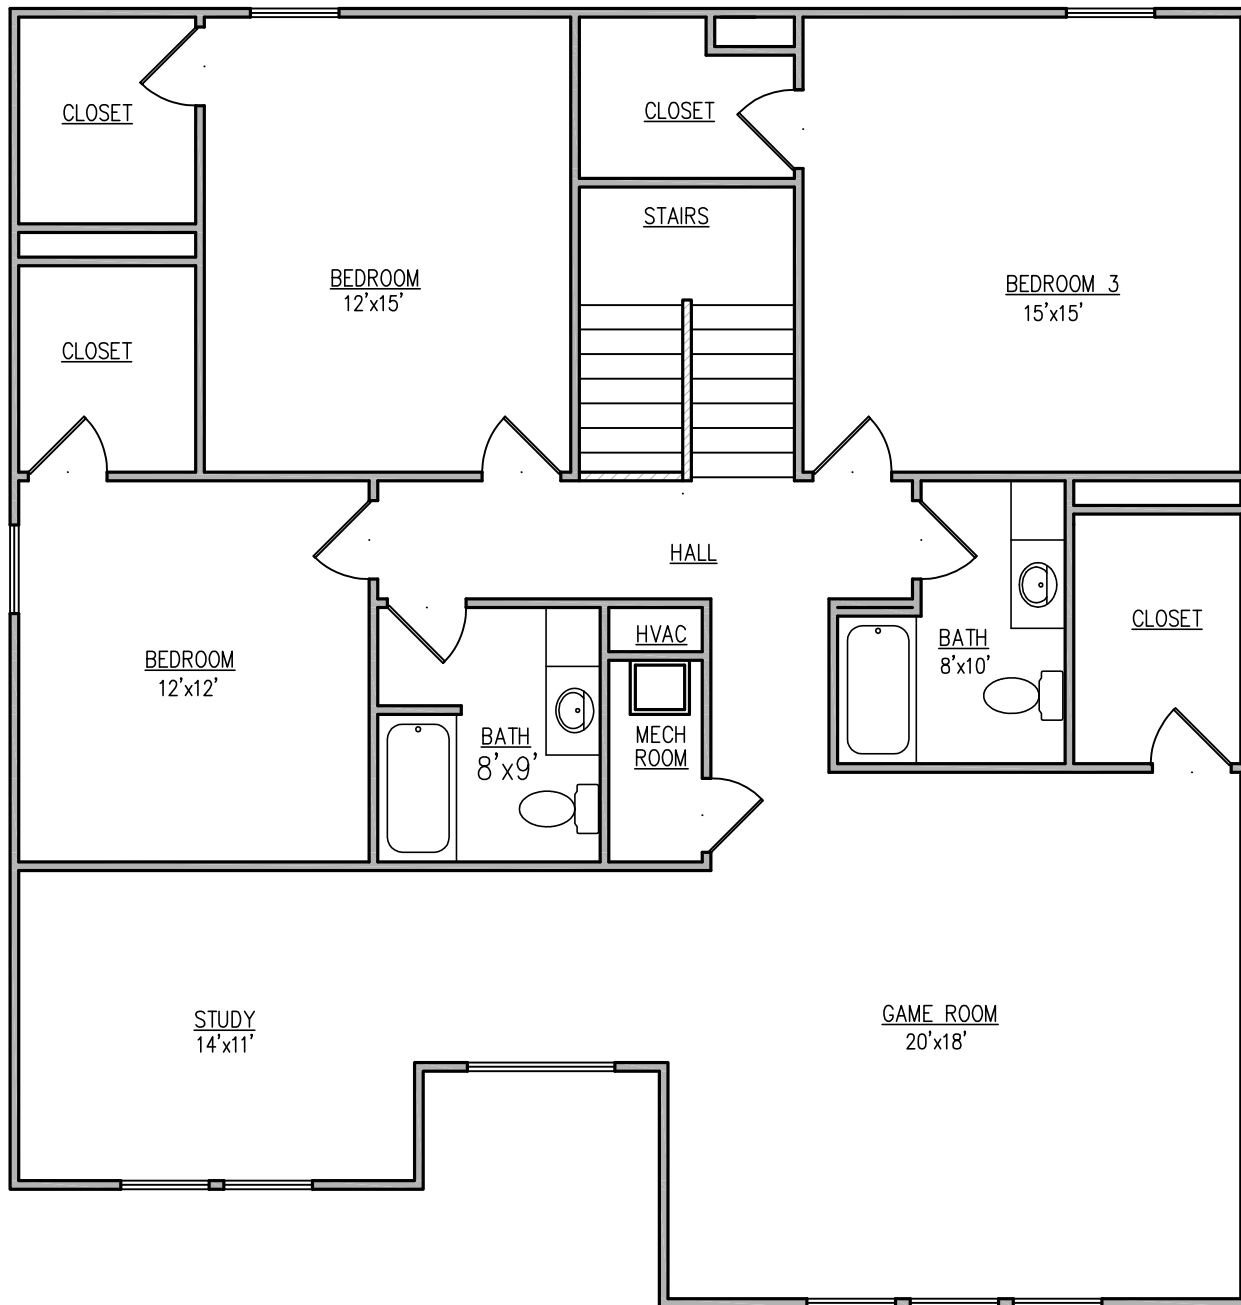 CLOSET
CLOSET
STAIRS
BEDROOM
12'x15'
BEDROOM 3
15'x15'
CLOSET
HALL
CLOSET
HVAC
BATH
8'x10'
BEDROOM
12'x12'
BATH
8'x9'
MECH
ROOM
STUDY
14'x11'
GAME ROOM
20'x18'